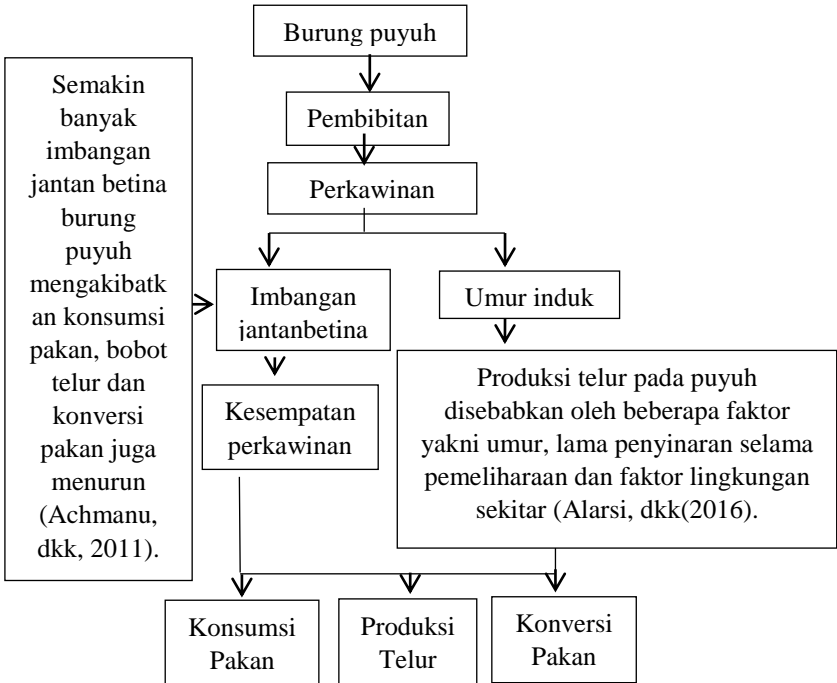 Burung puyuh
Pembibitan
Perkawinan
Semakin
banyak
imbangan
jantan betina
burung
puyuh
mengakibatk
an konsumsi
pakan, bobot
telur dan
konversi
pakan juga
menurun
(Achmanu,
dkk, 2011).
Imbangan
jantanbetina
Umur induk
Kesempatan
perkawinan
Produksi telur pada puyuh
disebabkan oleh beberapa faktor
yakni umur, lama penyinaran selama
pemeliharaan dan faktor lingkungan
sekitar (Alarsi, dkk(2016).
Konsumsi
Pakan
Produksi
Telur
Konversi
Pakan